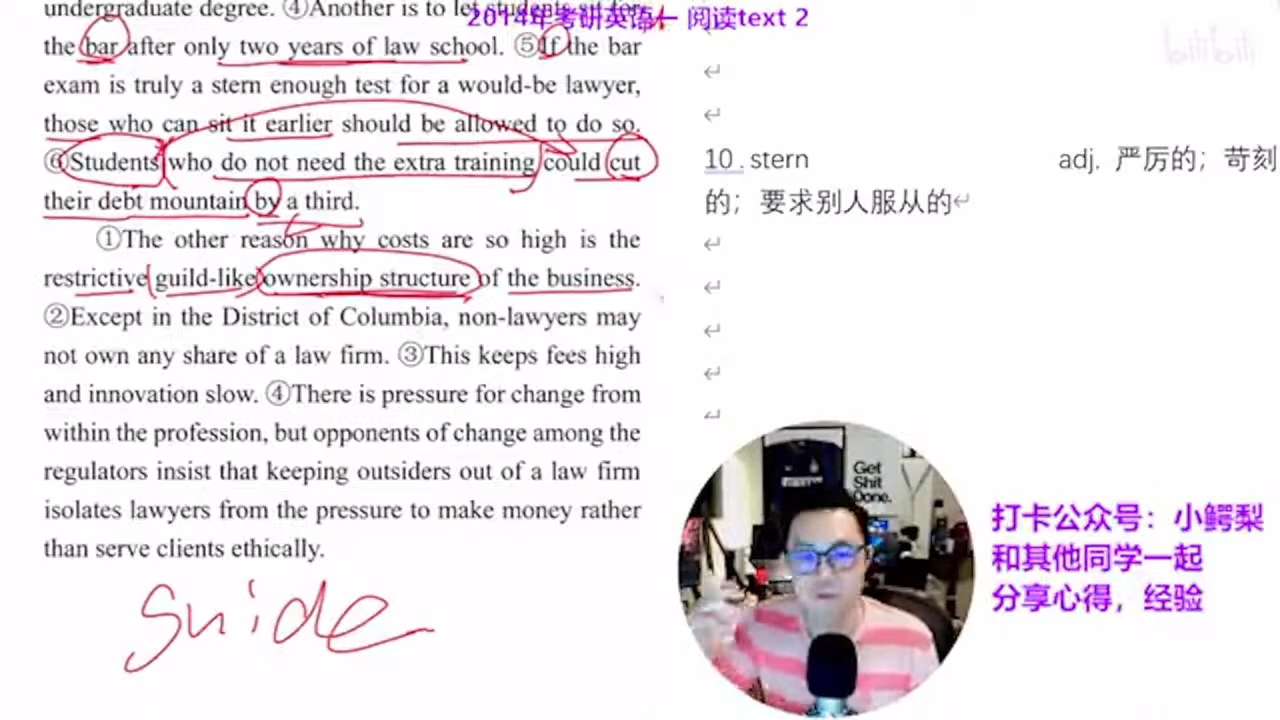 2014年考研英语一 阅读text 2
undergraduate degree. ④Another is to let students sit for
the bar after only two years of law school. ⑤If the bar
exam is truly a stern enough test for a would-be lawyer,
those who can sit it earlier should be allowed to do so.
⑥Students who do not need the extra training could cut
their debt mountain by a third.
①The other reason why costs are so high is the
restrictive guild-like ownership structure of the business.
②Except in the District of Columbia, non-lawyers may
not own any share of a law firm. ③This keeps fees high
and innovation slow. ④There is pressure for change from
within the profession, but opponents of change among the
regulators insist that keeping outsiders out of a law firm
isolates lawyers from the pressure to make money rather
than serve clients ethically.
guide
bilibili
10 . stern adj. 严厉的；苛刻
的；要求别人服从的
Get
Shit
Done.
打卡公众号：小鳄梨
和其他同学一起
分享心得，经验